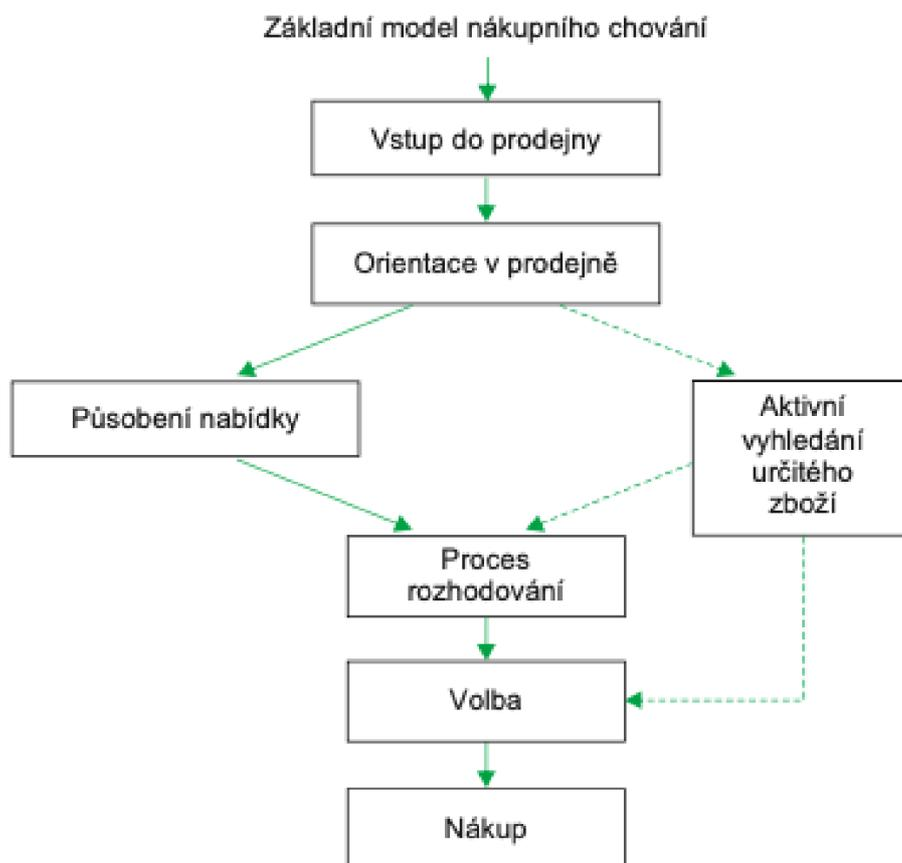 Základní model nákupního chování
Vstup do prodejny
Orientace v prodejně
Působení nabídky
Aktivní
vyhledání
určitého
zboží
Proces
rozhodování
Volba
Nákup